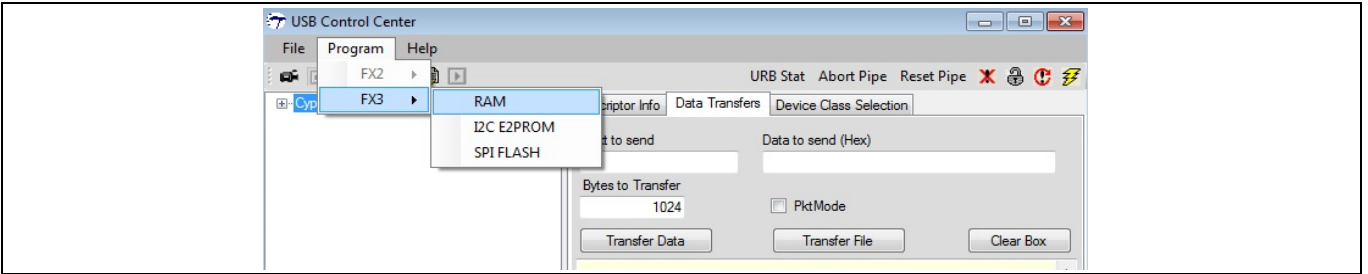 USB Control Center
File Program Help
FX2
URB Stat Abort Pipe Reset Pipe
FX3
RAM
I2C E2PROM
SPI FLASH
Cyp
criptor Info Data Transfers Device Class Selection
t to send Data to send (Hex)
Bytes to Transfer
1024 PktMode
Transfer Data Transfer File Clear Box